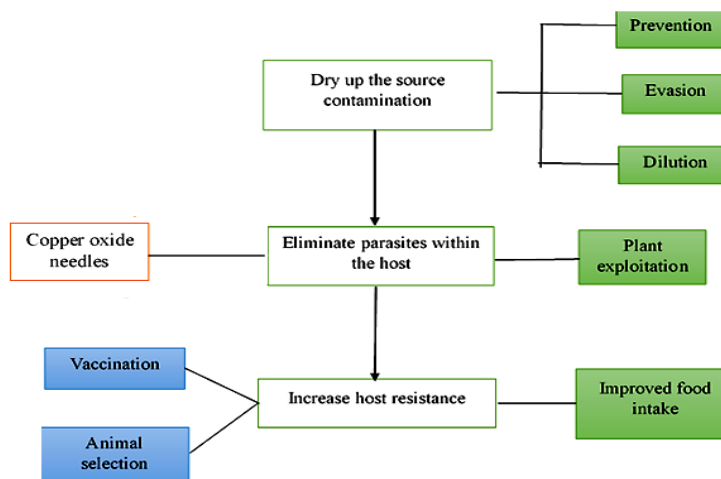 Prevention
Dry up the source
contamination
Evasion
Dilution
Copper oxide
needles
Eliminate parasites within
the host
Plant
exploitation
Vaccination
Increase host resistance
Improved food
intake
Animal
selection